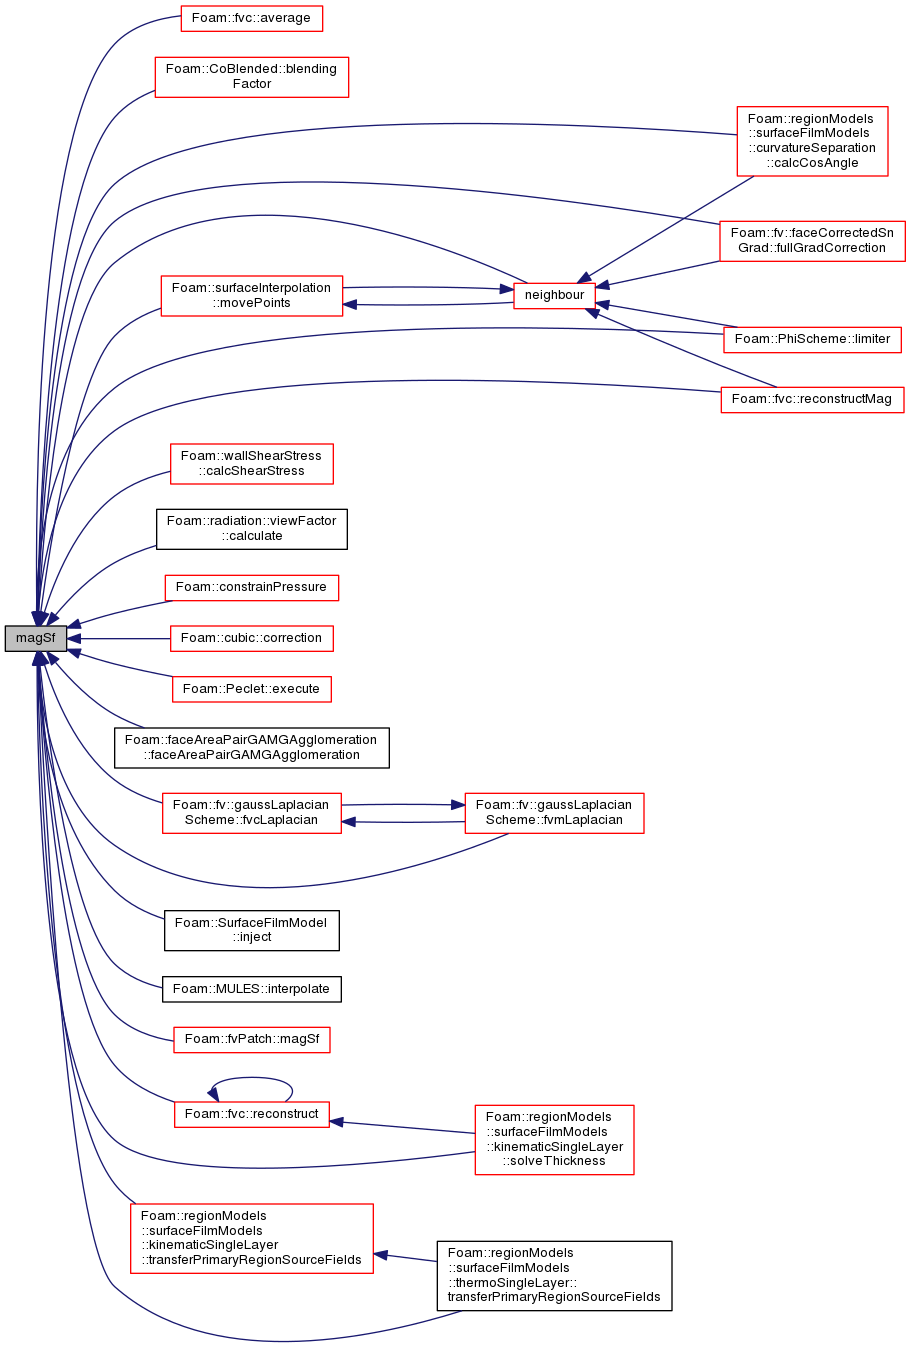 Foam::fvc::average
Foam::CoBlended::blending
Factor
Foam::regionModels
::surfaceFilmModels
::curvatureSeparation
::calcCosAngle
Foam::fv::faceCorrectedSn
Grad::fullGradCorrection
Foam::surfaceInterpolation
::movePoints
neighbour
Foam::PhiScheme::limiter
Foam::fvc::reconstructMag
Foam::wallShearStress
::calcShearStress
Foam::radiation::viewFactor
::calculate
Foam::constrainPressure
magSf
Foam::cubic::correction
Foam::Peclet::execute
Foam::faceAreaPairGAMGAgglomeration
::faceAreaPairGAMGAgglomeration
Foam::fv::gaussLaplacian
Scheme::fvcLaplacian
Foam::fv::gaussLaplacian
Scheme::fvmLaplacian
Foam::SurfaceFilmModel
::inject
Foam::MULES::interpolate
Foam::fvPatch::magSf
Foam::fvc::reconstruct
Foam::regionModels
::surfaceFilmModels
::kinematicSingleLayer
::solveThickness
Foam::regionModels
::surfaceFilmModels
::kinematicSingleLayer
::transferPrimaryRegionSourceFields
Foam::regionModels
::surfaceFilmModels
::thermoSingleLayer::
transferPrimaryRegionSourceFields